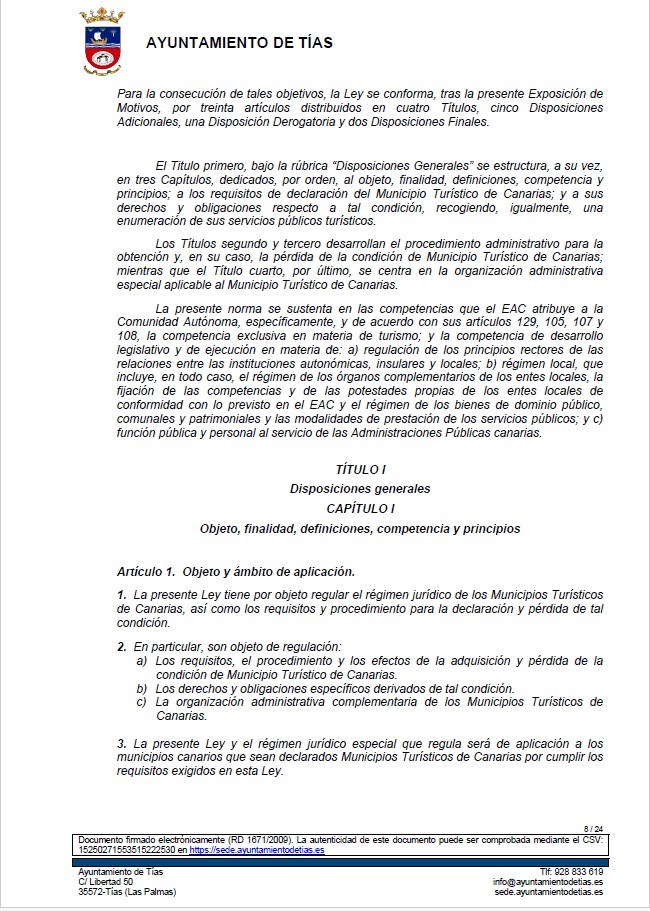 AYUNTAMIENTO DE TÍAS
Para la consecución de tales objetivos, la Ley se conforma, tras la presente Exposición de
Motivos, por treinta artículos distribuidos en cuatro Títulos, cinco Disposiciones
Adicionales, una Disposición Derogatoria y dos Disposiciones Finales.
El Titulo primero, bajo la rúbrica “Disposiciones Generales” se estructura, a su vez,
en tres Capítulos, dedicados, por orden, al objeto, finalidad, definiciones, competencia y
principios; a los requisitos de declaración del Municipio Turístico de Canarias; y a sus
derechos y obligaciones respecto a tal condición, recogiendo, igualmente, una
enumeración de sus servicios públicos turísticos.
Los Títulos segundo y tercero desarrollan el procedimiento administrativo para la
obtención y, en su caso, la pérdida de la condición de Municipio Turístico de Canarias;
mientras que el Título cuarto, por último, se centra en la organización administrativa
especial aplicable al Municipio Turístico de Canarias.
La presente norma se sustenta en las competencias que el EAC atribuye a la
Comunidad Autónoma, específicamente, y de acuerdo con sus artículos 129, 105, 107 y
108, la competencia exclusiva en materia de turismo; y la competencia de desarrollo
legislativo y de ejecución en materia de: a) regulación de los principios rectores de las
relaciones entre las instituciones autonómicas, insulares y locales; b) régimen local, que
incluye, en todo caso, el régimen de los órganos complementarios de los entes locales, la
fijación de las competencias y de las potestades propias de los entes locales de
conformidad con lo previsto en el EAC y el régimen de los bienes de dominio público,
comunales y patrimoniales y las modalidades de prestación de los servicios públicos; y c)
función pública y personal al servicio de las Administraciones Públicas canarias.
TÍTULO I
Disposiciones generales
CAPÍTULO I
Objeto, finalidad, definiciones, competencia y principios
Artículo 1. Objeto y ámbito de aplicación.
1. La presente Ley tiene por objeto regular el régimen jurídico de los Municipios Turísticos
de Canarias, así como los requisitos y procedimiento para la declaración y pérdida de tal
condición.
2. En particular, son objeto de regulación:
a) Los requisitos, el procedimiento y los efectos de la adquisición y pérdida de la
condición de Municipio Turístico de Canarias.
b) Los derechos y obligaciones específicos derivados de tal condición.
c) La organización administrativa complementaria de los Municipios Turísticos de
Canarias.
3. La presente Ley y el régimen jurídico especial que regula será de aplicación a los
municipios canarios que sean declarados Municipios Turísticos de Canarias por cumplir los
requisitos exigidos en esta Ley.
8 / 24
Documento firmado electrónicamente (RD 1671/2009). La autenticidad de este documento puede ser comprobada mediante el CSV:
15250271553515222530 en https://sede.ayuntamientodetias.es
Ayuntamiento de Tías
C/ Libertad 50
35572-Tías (Las Palmas)
Tlf: 928 833 619
info@ayuntamientodetias.es
sede.ayuntamientodetias.es